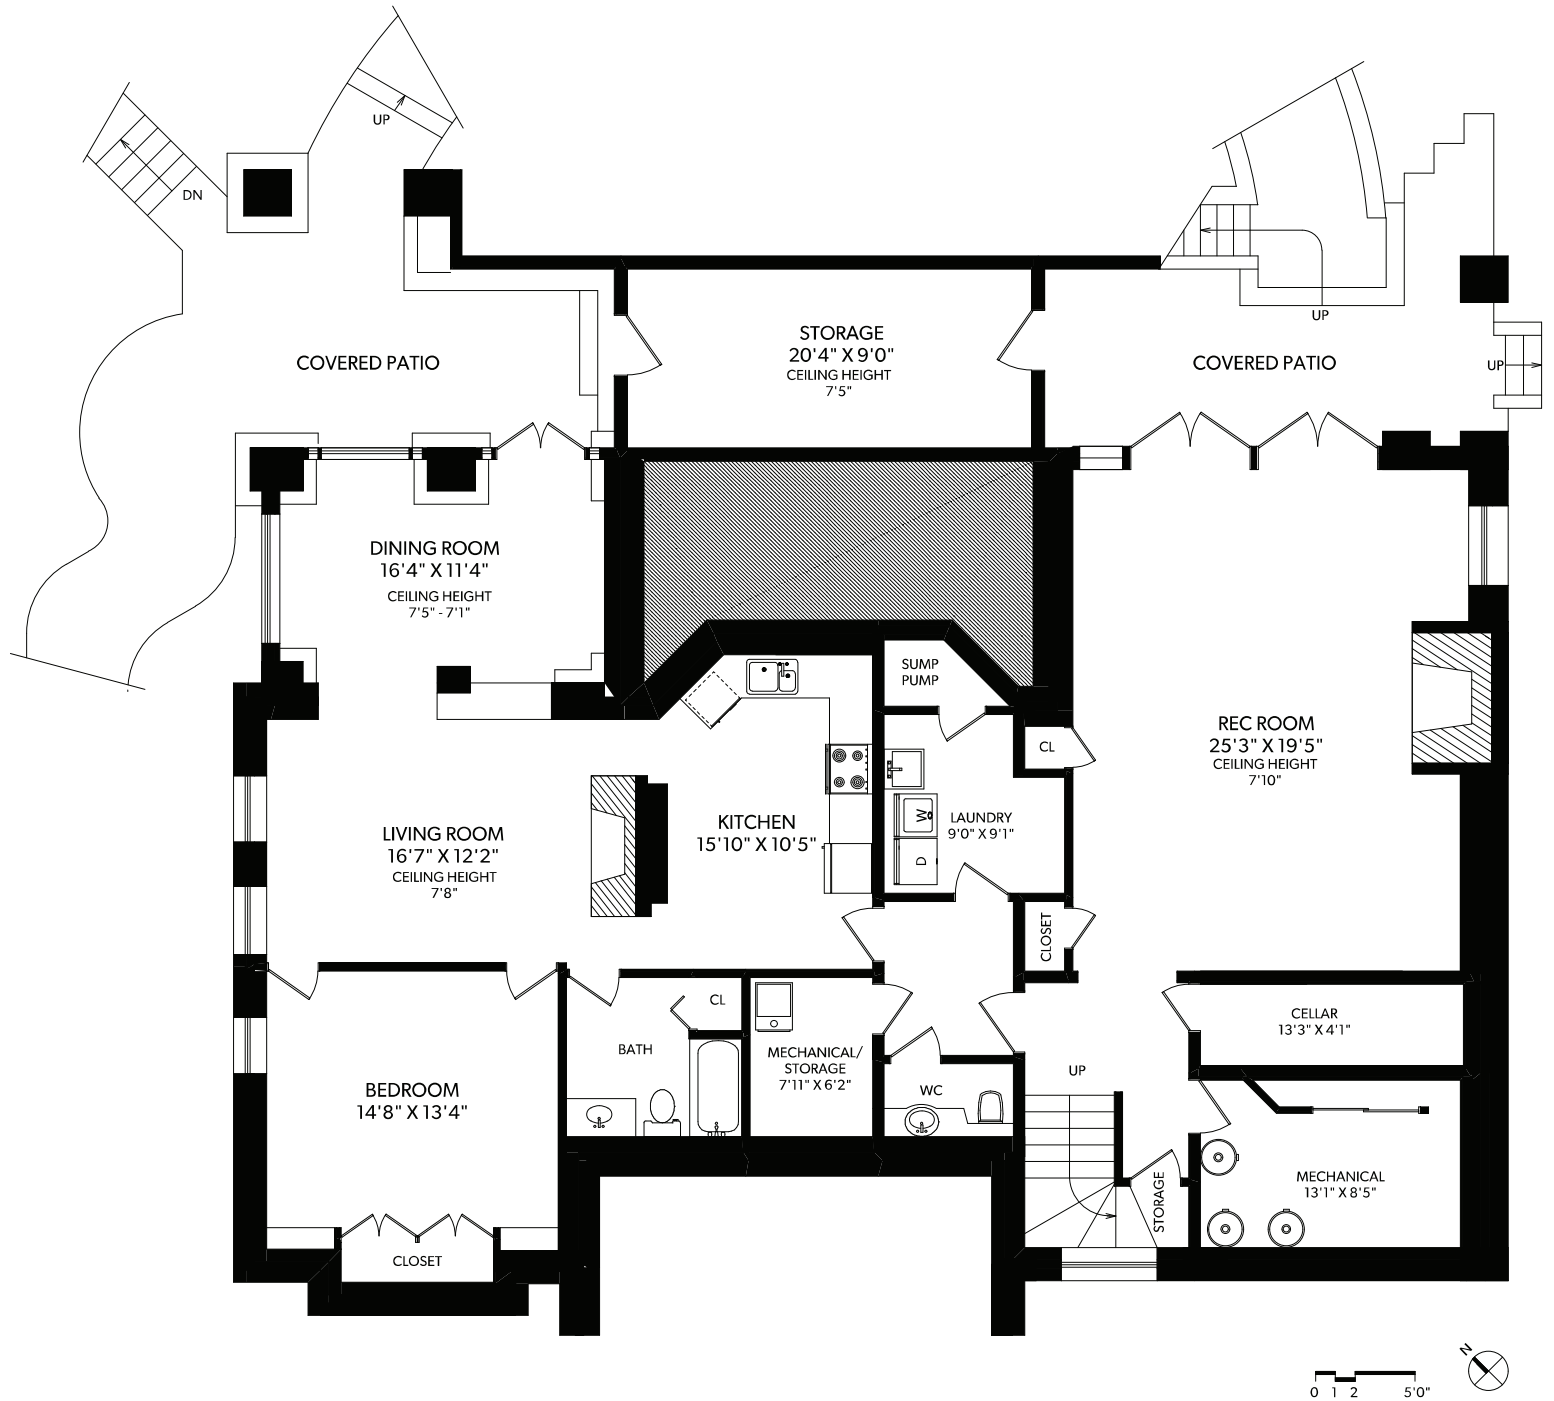 UP
DN
COVERED PATIO
STORAGE
20'4" X 9'0"
CEILING HEIGHT
7'5"
UP
COVERED PATIO
UP
DINING ROOM
16'4" X 11'4"
CEILING HEIGHT
7'5" - 7'1"
SUMP
PUMP
CL
REC ROOM
25'3" X 19'5"
CEILING HEIGHT
7'10"
LIVING ROOM
16'7" X 12'2"
CEILING HEIGHT
7'8"
KITCHEN
15'10" X 10'5"
W
D
LAUNDRY
9'0" X 9'1"
CLOSET
CL
BATH
MECHANICAL/
STORAGE
7'11" X 6'2"
WC
UP
CELLAR
13'3" X 4'1"
BEDROOM
14'8" X 13'4"
CLOSET
STORAGE
MECHANICAL
13'1" X 8'5"
N
0 1 2 5'0"